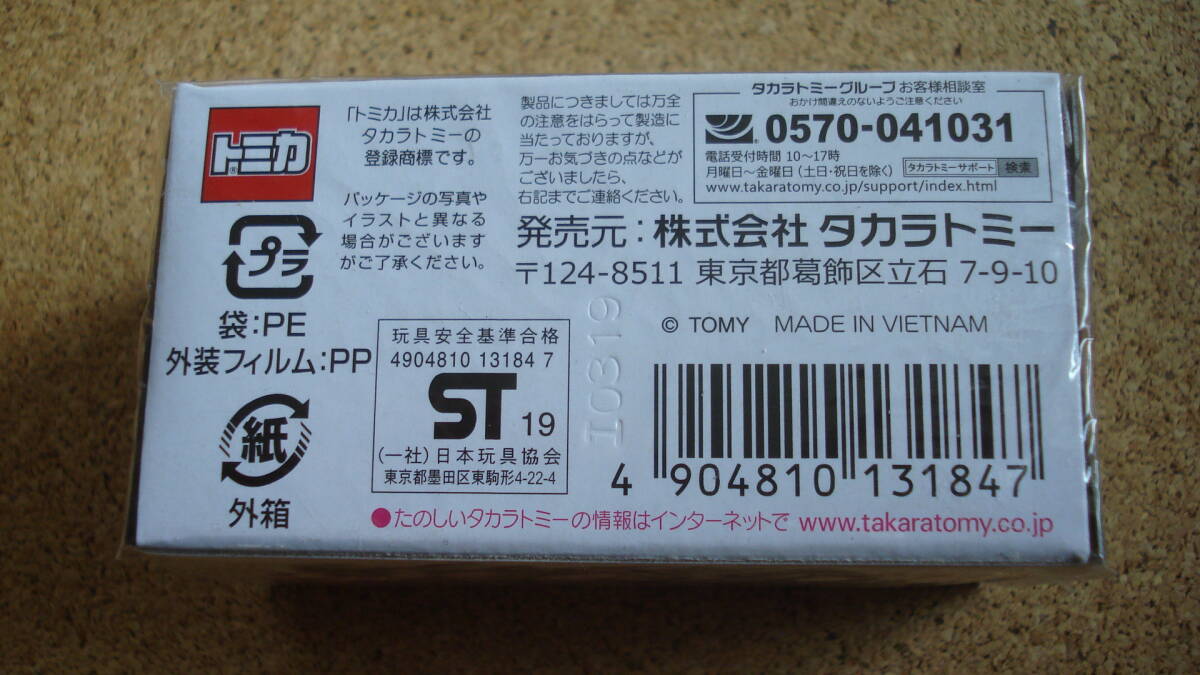 トミカ®
「トミカ」は株式会社
タカラトミーの
登録商標です。
パッケージの写真や
イラストと異なる
場合がございます
がご了承ください。
製品につきましては万全
の注意をはらって製造に
当たっておりますが、
万一お気づきの点などが
ございましたら、
右記までご連絡ください。
タカラトミーグループお客様相談室
おかけ間違えのないようご注意ください
0570-041031
電話受付時間 10〜17時
月曜日〜金曜日(土日・祝日を除く) タカラトミーサポート 検索
www.takaratomy.co.jp/support/index.html
発売元:株式会社 タカラトミー
〒124-8511 東京都葛飾区立石 7-9-10
© TOMY MADE IN VIETNAM
プラ
袋:PE
外装フィルム:PP
紙
外箱
玩具安全基準合格
4904810 13184 7
ST 19
(一社)日本玩具協会
東京都墨田区東駒形4-22-4
10319
4 904810 131847
●たのしいタカラトミーの情報はインターネットで www.takaratomy.co.jp